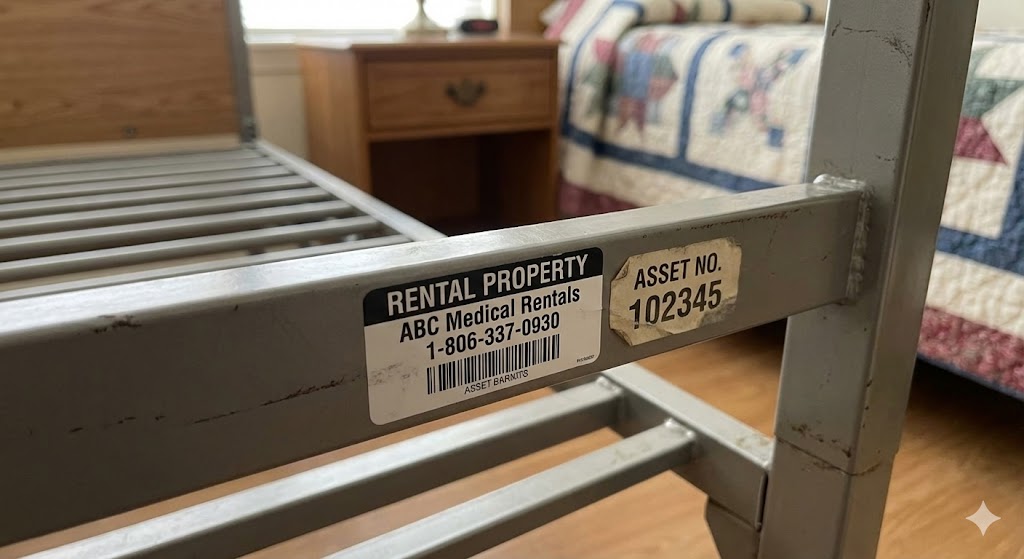 RENTAL PROPERTY
ABC Medical Rentals
1-806-337-0930
ASSET BARNITS
ASSET NO.
102345